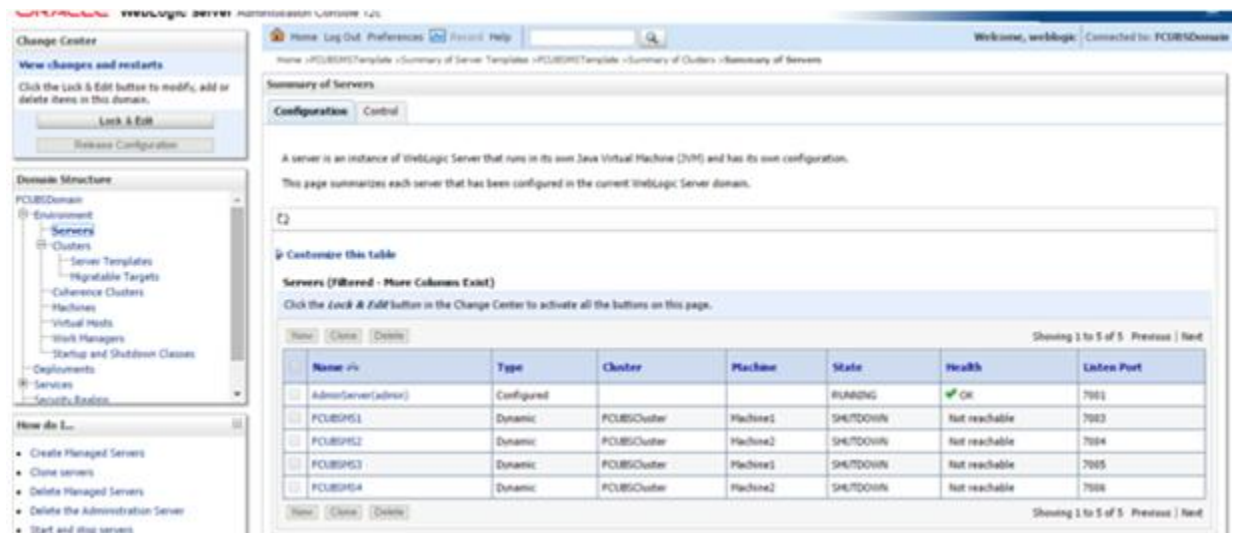 ORACLE WebLogic Server Administration Console 12c
Change Center
View changes and restarts
Click the Lock & Edit button to modify, add or
delete items in this domain.
Lock & Edit
Release Configuration
Domain Structure
FCUBSDomain
Environment
Servers
Clusters
Server Templates
Migratable Targets
Coherence Clusters
Machines
Virtual Hosts
Work Managers
Startup and Shutdown Classes
Deployments
Services
Security Realms
How do I...
Create Managed Servers
Clone servers
Delete Managed Servers
Delete the Administration Server
Start and stop servers
Home Log Out Preferences Record Help
Welcome, weblogic Connected to: FCUBSDomain
Home >FCUBSMSTemplate >Summary of Server Templates >FCUBSMSTemplate >Summary of Clusters >Summary of Servers
Summary of Servers
Configuration Control
A server is an instance of WebLogic Server that runs in its own Java Virtual Machine (JVM) and has its own configuration.
This page summarizes each server that has been configured in the current WebLogic Server domain.
Customize this table
Servers (Filtered - More Columns Exist)
Click the Lock & Edit button in the Change Center to activate all the buttons on this page.
New Clone Delete Showing 1 to 5 of 5 Previous | Next
Name Type Cluster Machine State Health Listen Port
AdminServer(admin) Configured RUNNING OK 7001
FCUBSMS1 Dynamic FCUBSCluster Machine1 SHUTDOWN Not reachable 7003
FCUBSMS2 Dynamic FCUBSCluster Machine2 SHUTDOWN Not reachable 7004
FCUBSMS3 Dynamic FCUBSCluster Machine1 SHUTDOWN Not reachable 7005
FCUBSMS4 Dynamic FCUBSCluster Machine2 SHUTDOWN Not reachable 7006
New Clone Delete Showing 1 to 5 of 5 Previous | Next